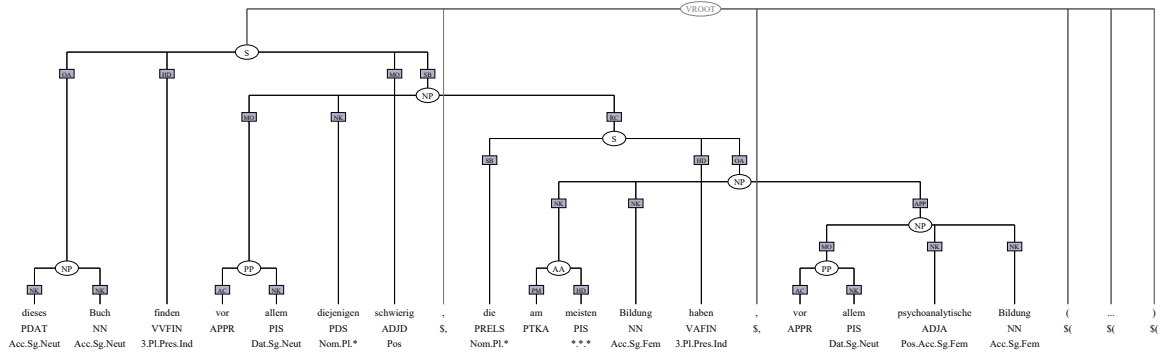 VROOT
S
OA HD MO SB
NP
MO NK RC
S
SB HD OA
NP
NK NK APP
NP
MO NK NK
NP PP AA PP
NK NK AC NK PM HD AC NK
dieses Buch finden vor allem diejenigen schwierig , die am meisten Bildung haben , vor allem psychoanalytische Bildung ( ... )
PDAT NN VVFIN APPR PIS PDS ADJD $, PRELS PTKA PIS NN VAFIN $, APPR PIS ADJA NN $( $( $(
Acc.Sg.Neut Acc.Sg.Neut 3.Pl.Pres.Ind Dat.Sg.Neut Nom.Pl.* Pos Nom.Pl.* *.*.* Acc.Sg.Fem 3.Pl.Pres.Ind Dat.Sg.Neut Pos.Acc.Sg.Fem Acc.Sg.Fem